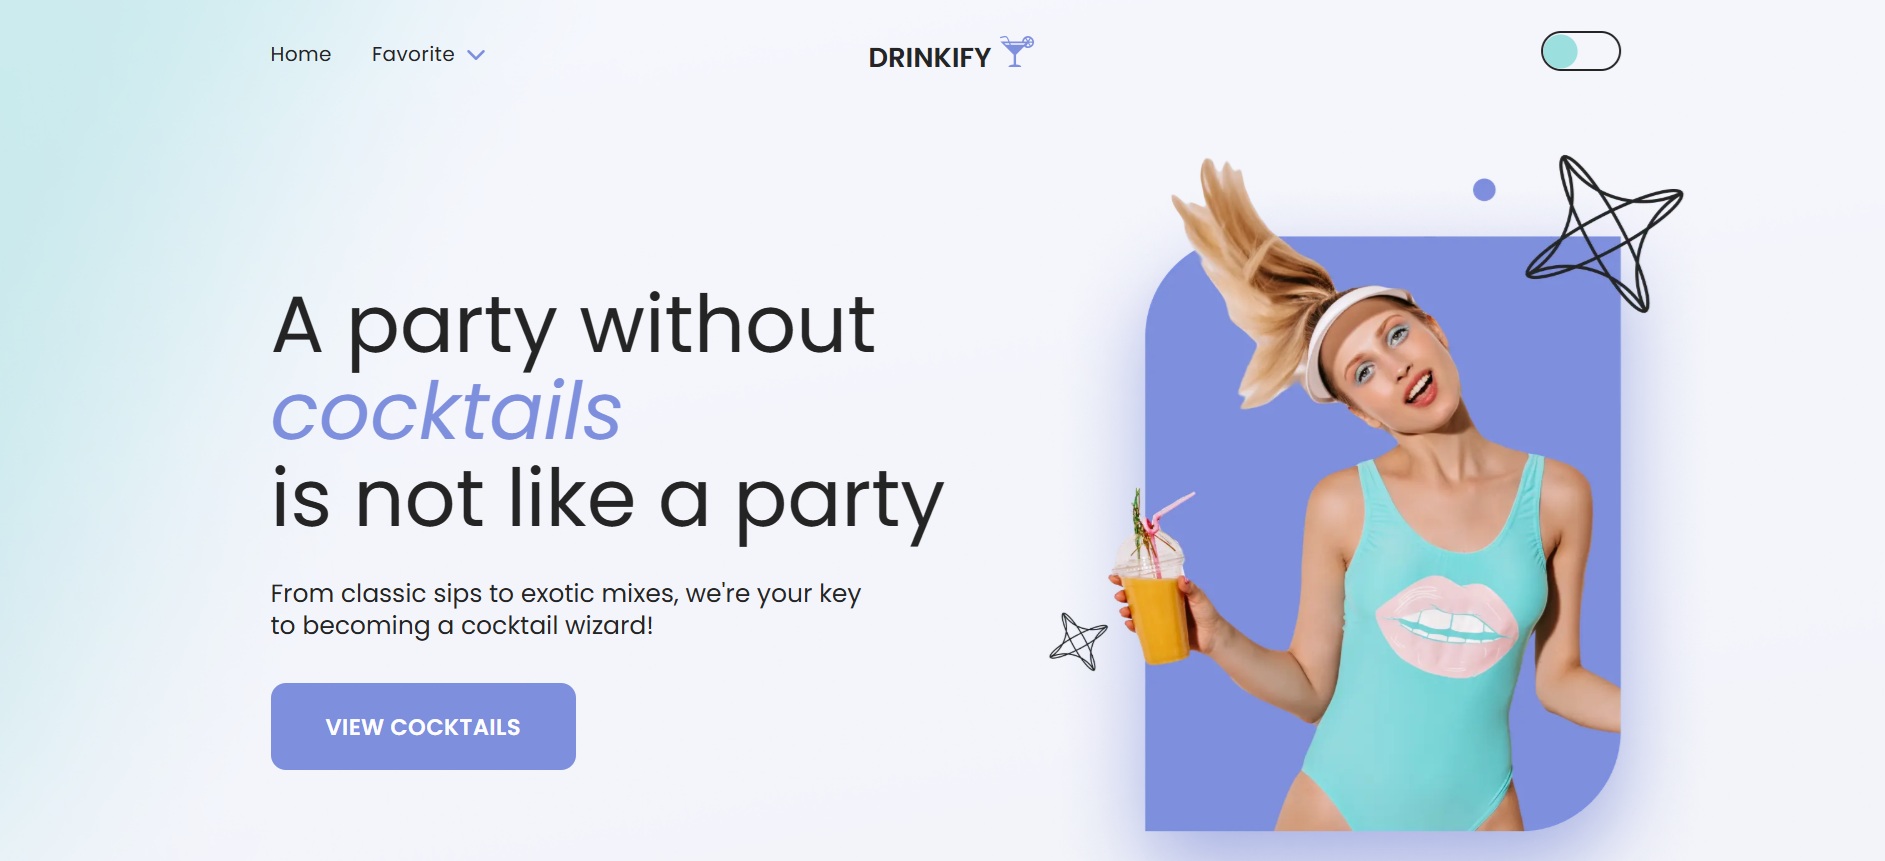 Home
Favorite
DRINKIFY
A party without
cocktails
is not like a party
From classic sips to exotic mixes, we're your key
to becoming a cocktail wizard!
VIEW COCKTAILS